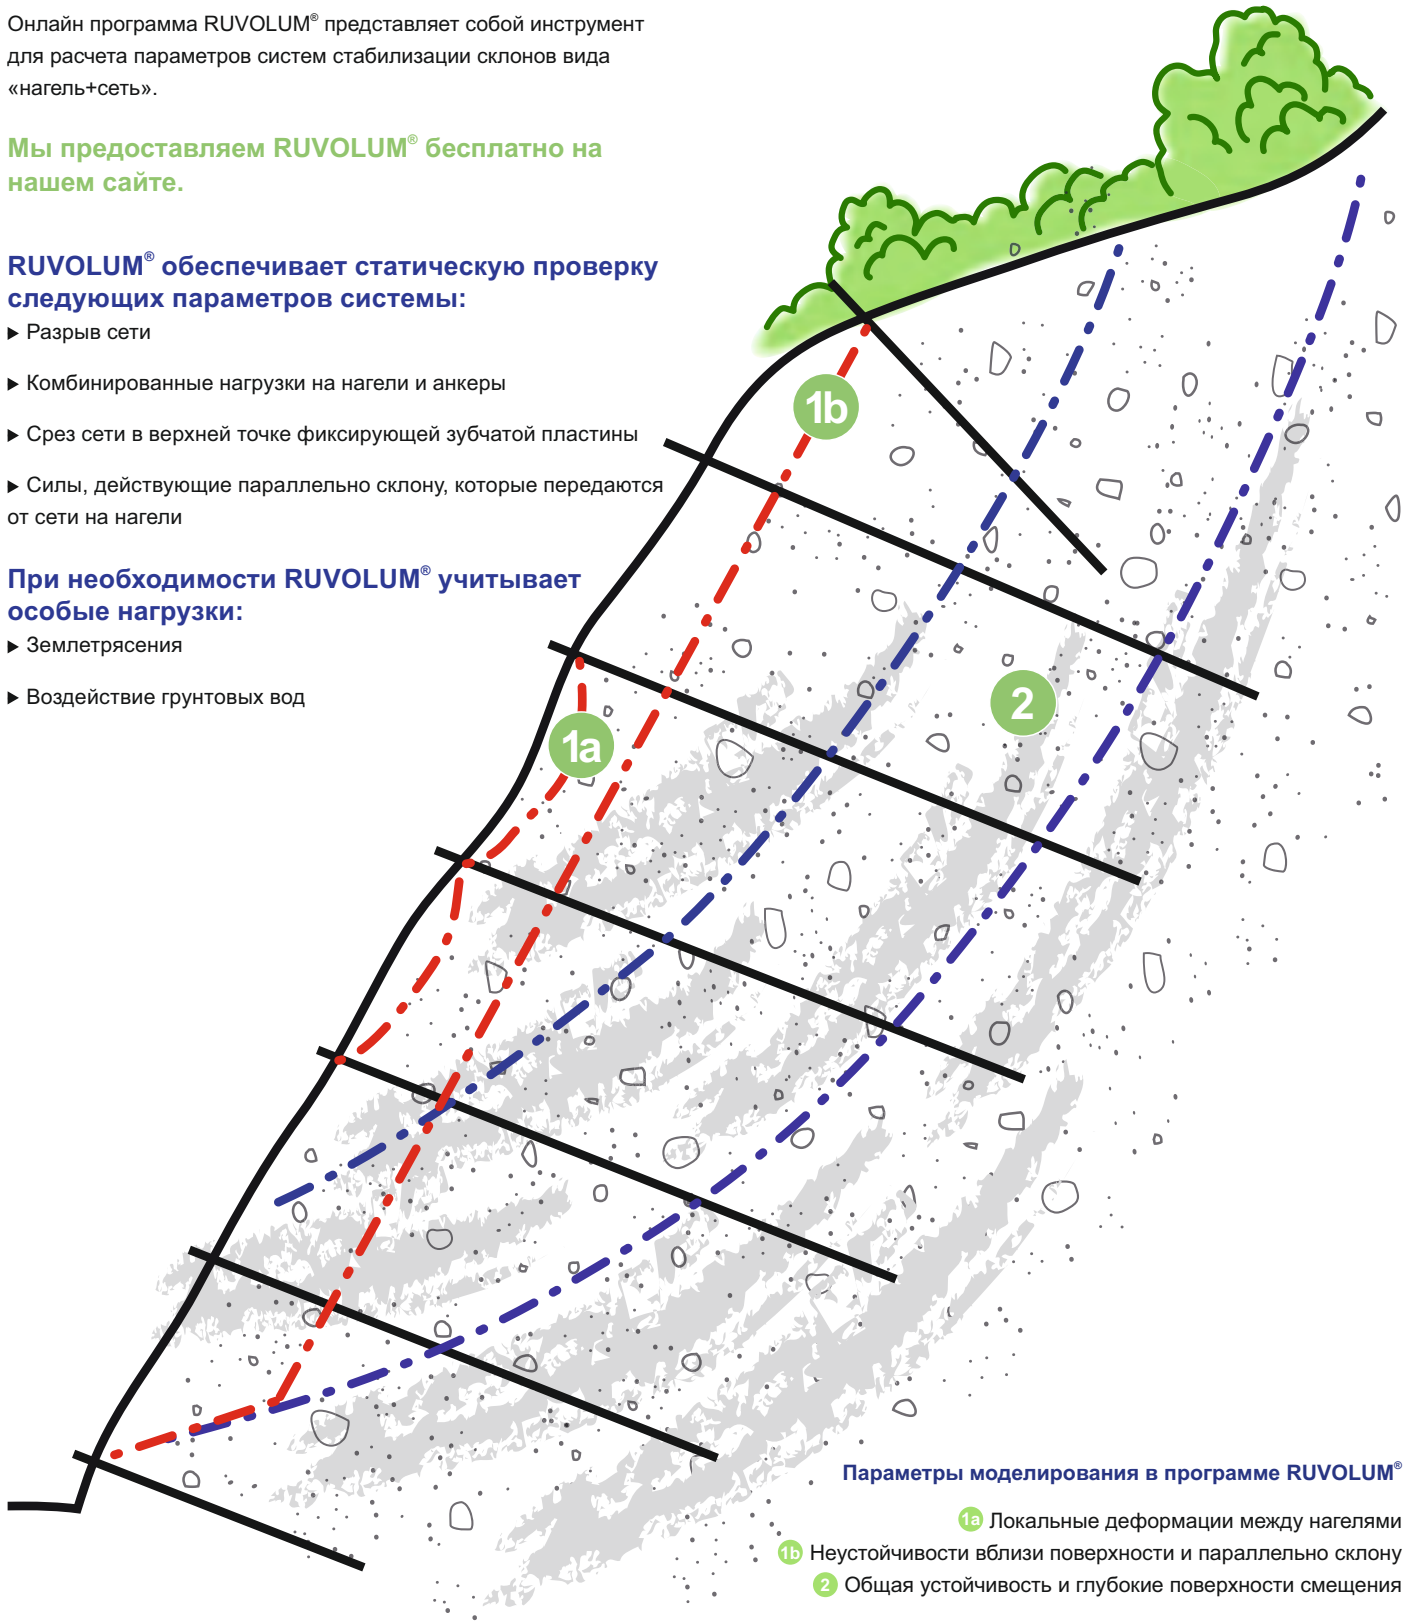 Онлайн программа RUVOLUM® представляет собой инструмент
для расчета параметров систем стабилизации склонов вида
«нагель+сеть».
Мы предоставляем RUVOLUM® бесплатно на
нашем сайте.
RUVOLUM® обеспечивает статическую проверку
следующих параметров системы:
▶ Разрыв сети
▶ Комбинированные нагрузки на нагели и анкеры
▶ Срез сети в верхней точке фиксирующей зубчатой пластины
▶ Силы, действующие параллельно склону, которые передаются
от сети на нагели
При необходимости RUVOLUM® учитывает
особые нагрузки:
▶ Землетрясения
▶ Воздействие грунтовых вод
1b
2
1a
Параметры моделирования в программе RUVOLUM®
1a Локальные деформации между нагелями
1b Неустойчивости вблизи поверхности и параллельно склону
2 Общая устойчивость и глубокие поверхности смещения